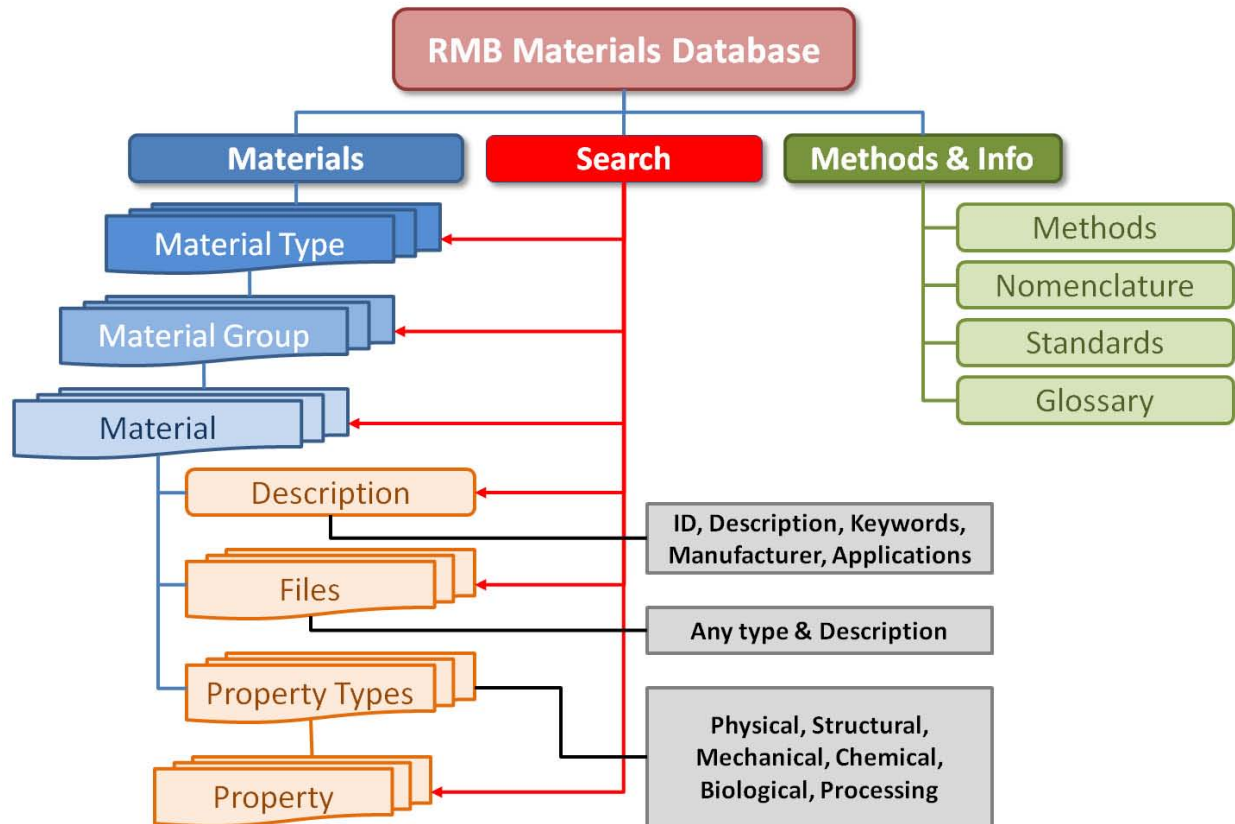 RMB Materials Database
Materials
Search
Methods & Info
Material Type
Material Group
Material
Description
Files
Property Types
Property
Methods
Nomenclature
Standards
Glossary
ID, Description, Keywords,
Manufacturer, Applications
Any type & Description
Physical, Structural,
Mechanical, Chemical,
Biological, Processing